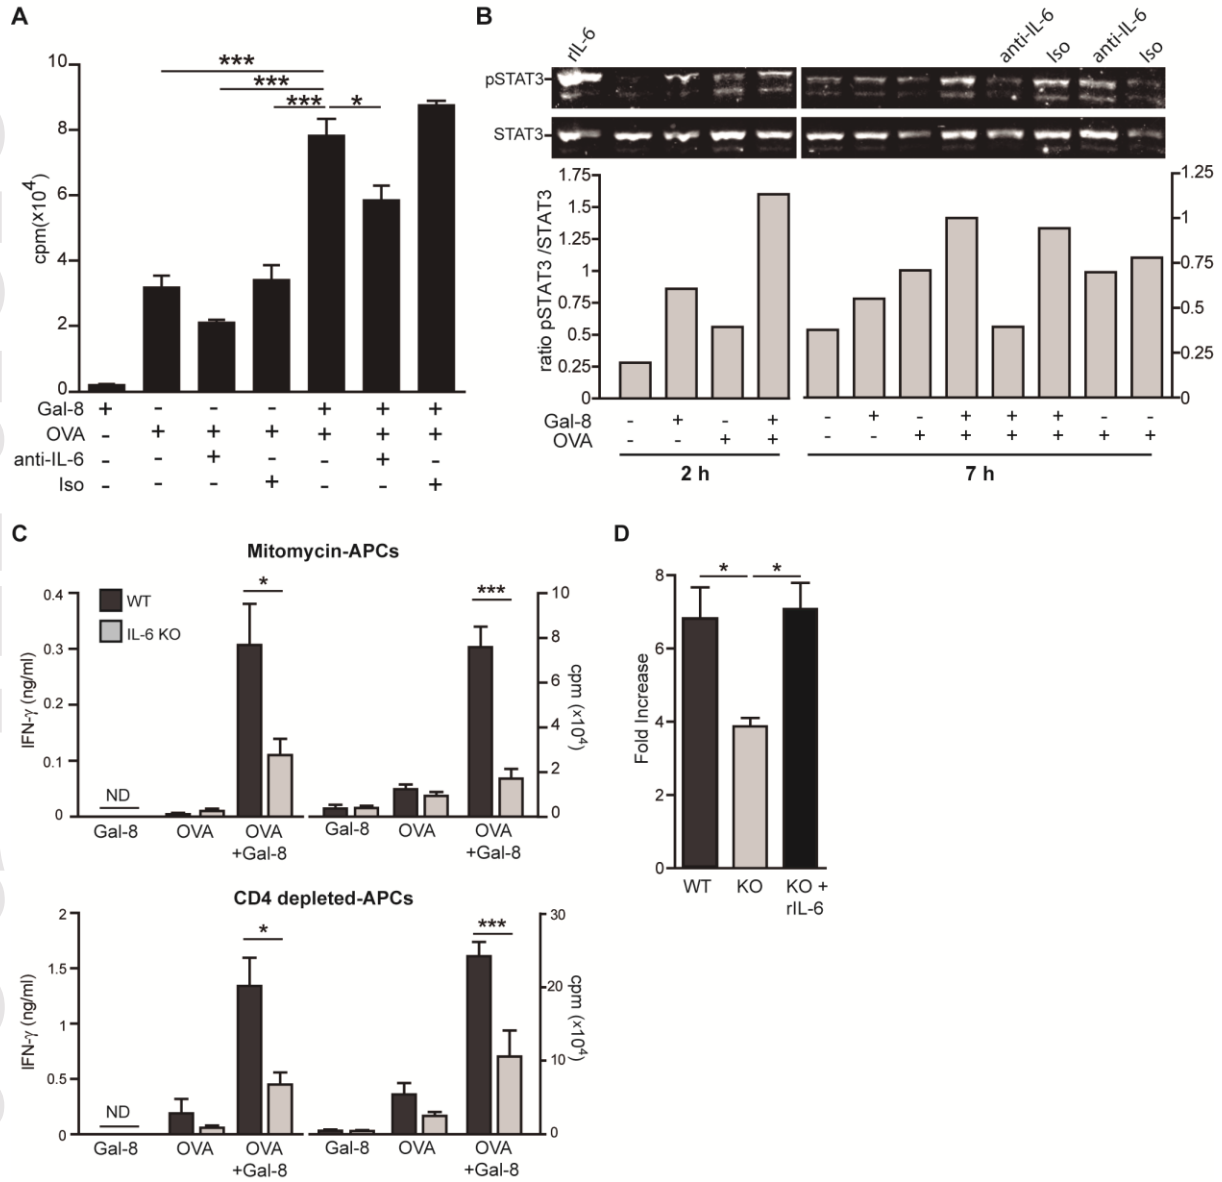 A
10
8
6
4
2
0
cpm(×10⁴)
***
***
***
*
Gal-8 + - - - + + +
OVA - + + + + + +
anti-IL-6 - - + - - + -
Iso - - - + - - +
B
rIL-6
anti-IL-6
Iso
anti-IL-6
Iso
pSTAT3
STAT3
ratio pSTAT3 /STAT3
1.75
1.5
1.25
1
0.75
0.5
0.25
0
1.25
1
0.75
0.5
0.25
0
Gal-8 - + - + - + - + + + - -
OVA - - + + - - + + + + + +
2 h
7 h
C
Mitomycin-APCs
WT
IL-6 KO
IFN-γ (ng/ml)
0.4
0.3
0.2
0.1
0
ND
*
***
10
8
6
4
2
0
cpm (×10⁴)
Gal-8 OVA OVA Gal-8 OVA OVA
+Gal-8 +Gal-8
CD4 depleted-APCs
IFN-γ (ng/ml)
2
1.5
1
0.5
0
ND
*
***
30
20
10
0
cpm (×10⁴)
Gal-8 OVA OVA Gal-8 OVA OVA
+Gal-8 +Gal-8
D
Fold Increase
8
6
4
2
0
*
*
WT KO KO +
rIL-6